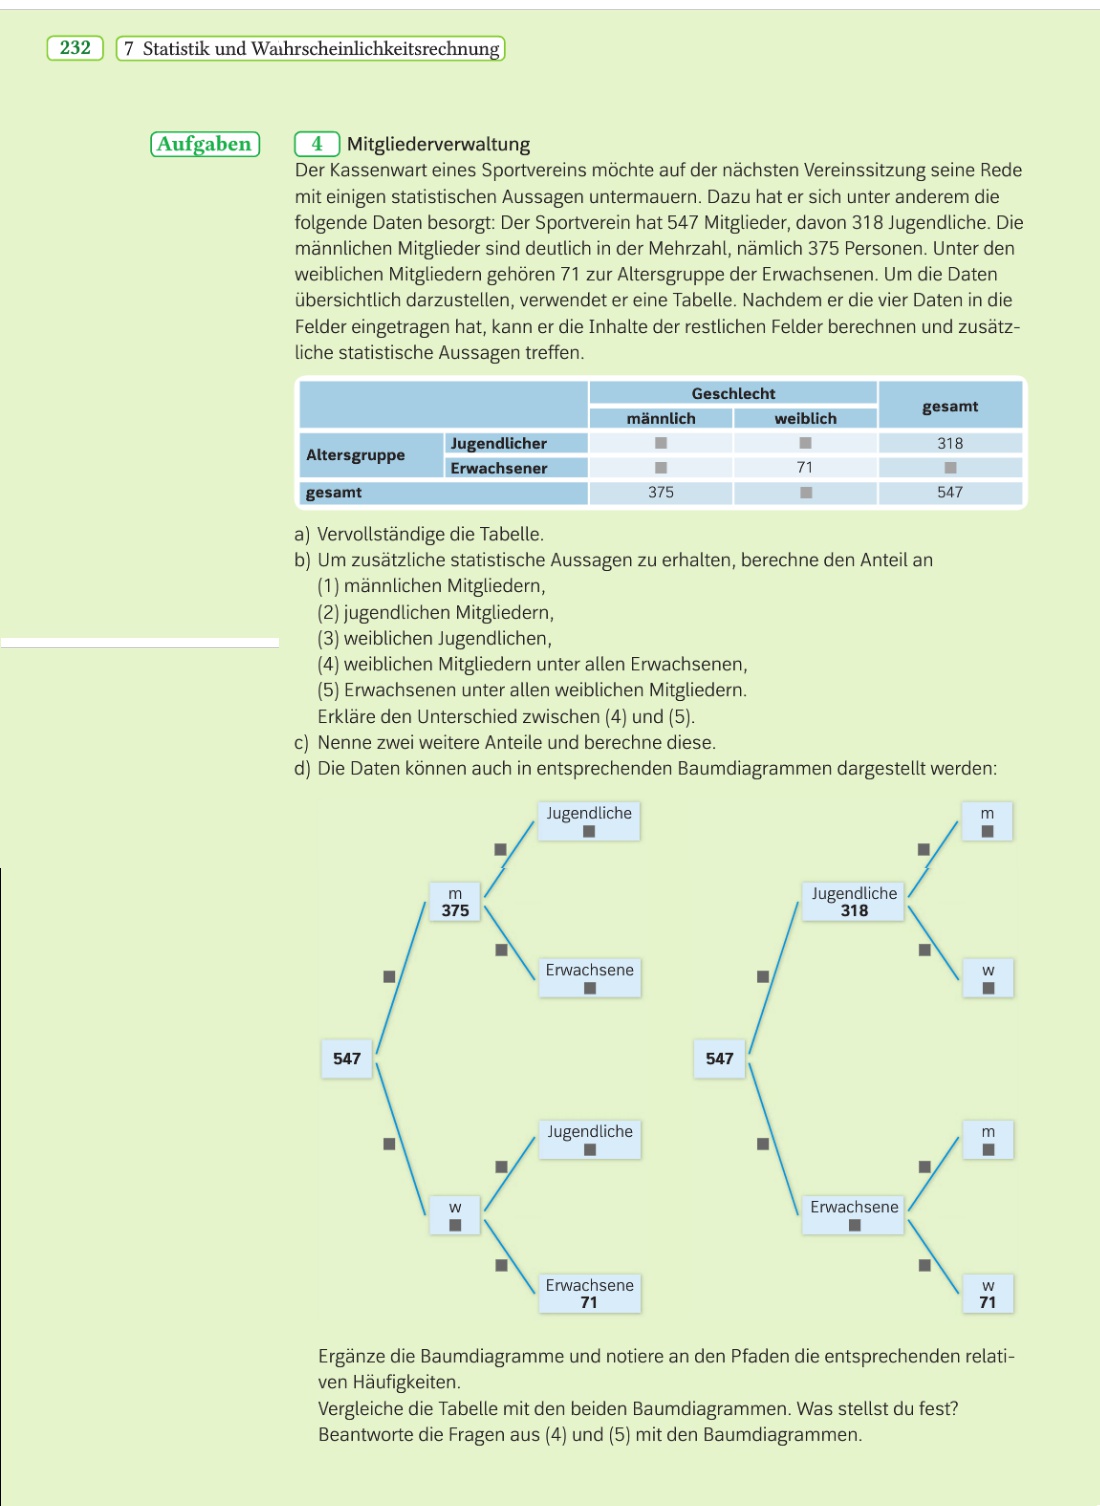 232 7 Statistik und Wahrscheinlichkeitsrechnung
Aufgaben
4 Mitgliederverwaltung
Der Kassenwart eines Sportvereins möchte auf der nächsten Vereinssitzung seine Rede
mit einigen statistischen Aussagen untermauern. Dazu hat er sich unter anderem die
folgende Daten besorgt: Der Sportverein hat 547 Mitglieder, davon 318 Jugendliche. Die
männlichen Mitglieder sind deutlich in der Mehrzahl, nämlich 375 Personen. Unter den
weiblichen Mitgliedern gehören 71 zur Altersgruppe der Erwachsenen. Um die Daten
übersichtlich darzustellen, verwendet er eine Tabelle. Nachdem er die vier Daten in die
Felder eingetragen hat, kann er die Inhalte der restlichen Felder berechnen und zusätz-
liche statistische Aussagen treffen.
Geschlecht gesamt
männlich weiblich
Altersgruppe Jugendlicher ■ ■ 318
Erwachsener ■ 71 ■
gesamt 375 ■ 547
a) Vervollständige die Tabelle.
b) Um zusätzliche statistische Aussagen zu erhalten, berechne den Anteil an
(1) männlichen Mitgliedern,
(2) jugendlichen Mitgliedern,
(3) weiblichen Jugendlichen,
(4) weiblichen Mitgliedern unter allen Erwachsenen,
(5) Erwachsenen unter allen weiblichen Mitgliedern.
Erkläre den Unterschied zwischen (4) und (5).
c) Nenne zwei weitere Anteile und berechne diese.
d) Die Daten können auch in entsprechenden Baumdiagrammen dargestellt werden:
547
m
375
Jugendliche
■
Erwachsene
■
w
■
Jugendliche
■
Erwachsene
71
547
Jugendliche
318
m
■
w
■
Erwachsene
■
m
■
w
71
Ergänze die Baumdiagramme und notiere an den Pfaden die entsprechenden relati-
ven Häufigkeiten.
Vergleiche die Tabelle mit den beiden Baumdiagrammen. Was stellst du fest?
Beantworte die Fragen aus (4) und (5) mit den Baumdiagrammen.